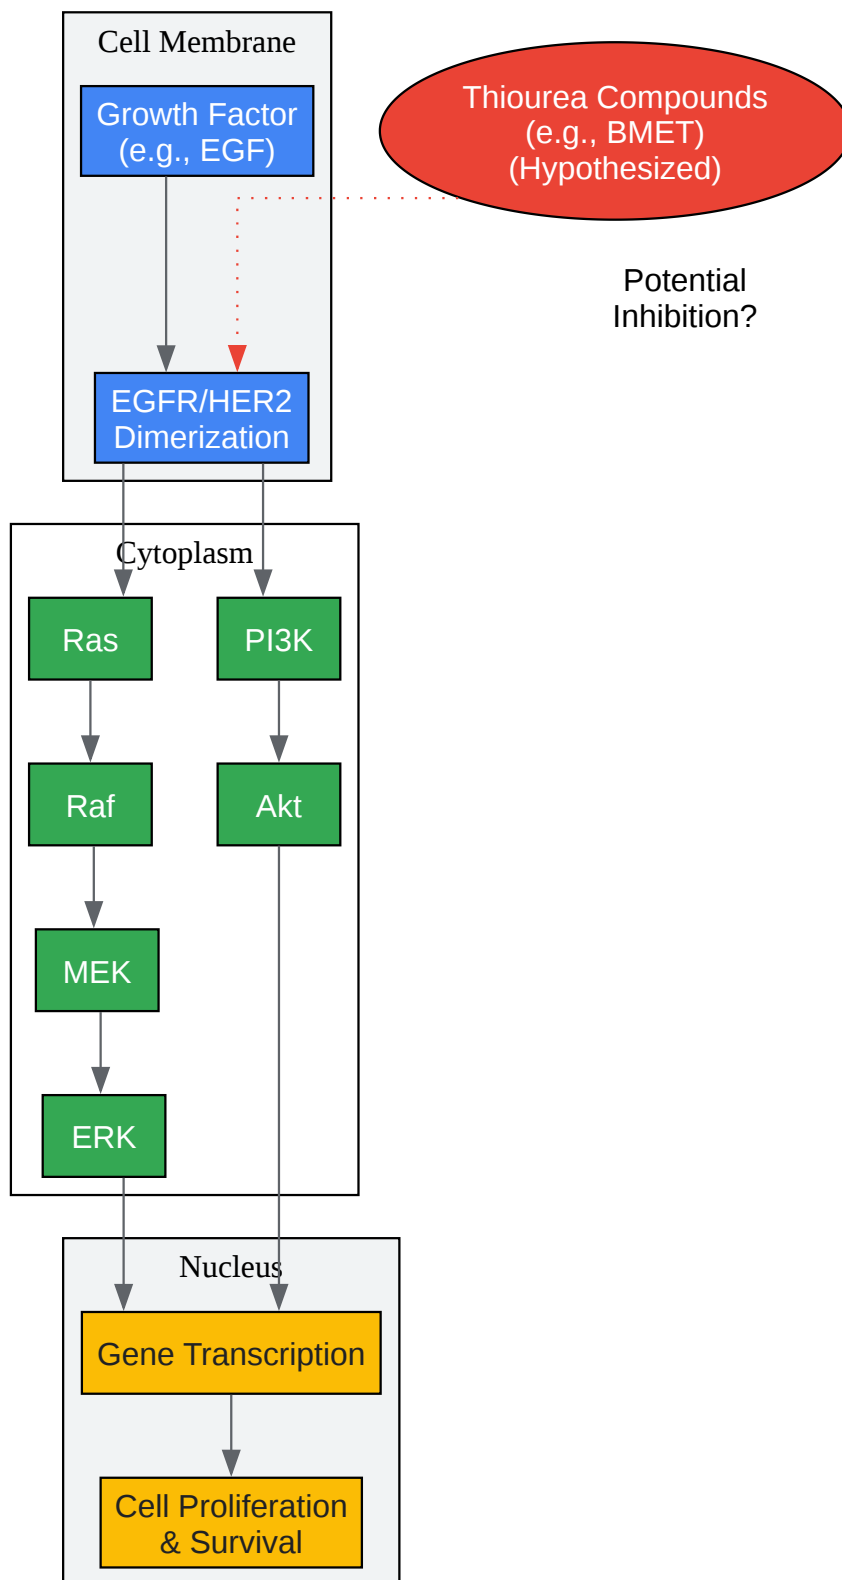 Cell Membrane
Growth Factor
(e.g., EGF)
Thiourea Compounds
(e.g., BMET)
(Hypothesized)
Potential
Inhibition?
EGFR/HER2
Dimerization
Cytoplasm
Ras
PI3K
Raf
Akt
MEK
ERK
Nucleus
Gene Transcription
Cell Proliferation
& Survival